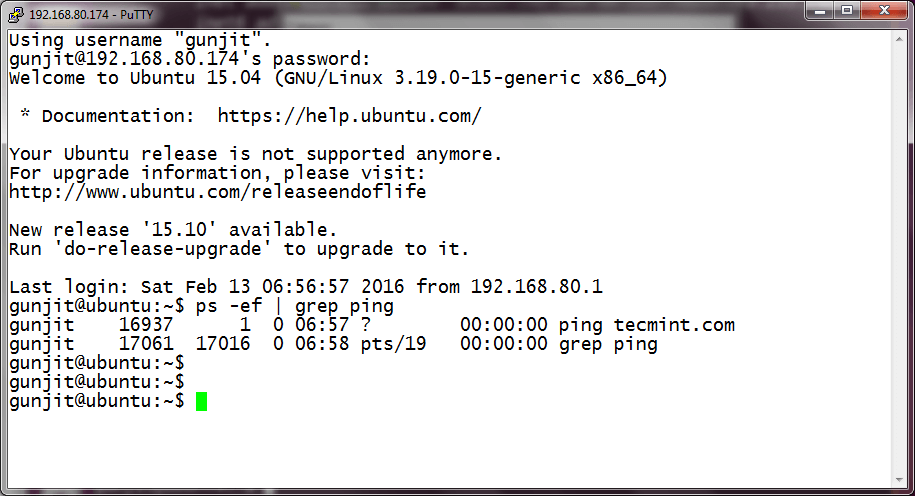 192.168.80.174 - PuTTY
Using username "gunjit".
gunjit@192.168.80.174's password:
Welcome to Ubuntu 15.04 (GNU/Linux 3.19.0-15-generic x86_64)
 * Documentation:  https://help.ubuntu.com/
Your Ubuntu release is not supported anymore.
For upgrade information, please visit:
http://www.ubuntu.com/releaseendoflife
New release '15.10' available.
Run 'do-release-upgrade' to upgrade to it.
Last login: Sat Feb 13 06:56:57 2016 from 192.168.80.1
gunjit@ubuntu:~$ ps -ef | grep ping
gunjit    16937      1  0 06:57 ?        00:00:00 ping tecmint.com
gunjit    17061  17016  0 06:58 pts/19   00:00:00 grep ping
gunjit@ubuntu:~$
gunjit@ubuntu:~$
gunjit@ubuntu:~$